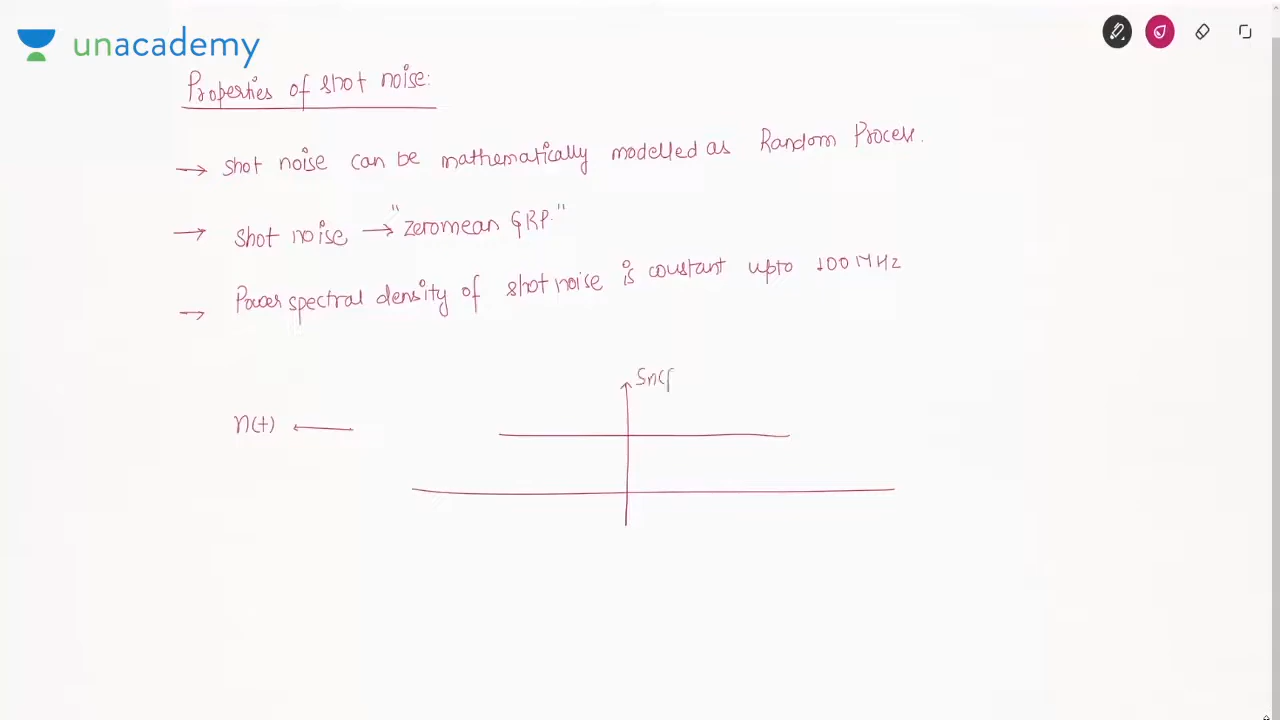 unacademy
Properties of shot noise:
→ shot noise can be mathematically modelled as Random Process.
→ shot noise → "zeromean GRP."
→ Power spectral density of shot noise is constant upto 100 MHz
Sn(f
n(t) ←